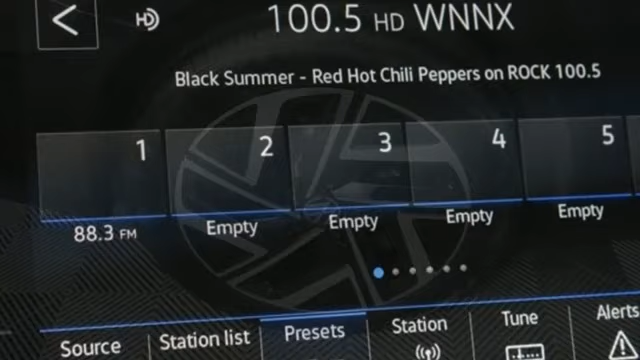 HD 100.5 HD WNNX
Black Summer - Red Hot Chili Peppers on ROCK 100.5
1 2 3 4 5
88.3 FM Empty Empty Empty Empty
Source Station list Presets Station Tune Alerts